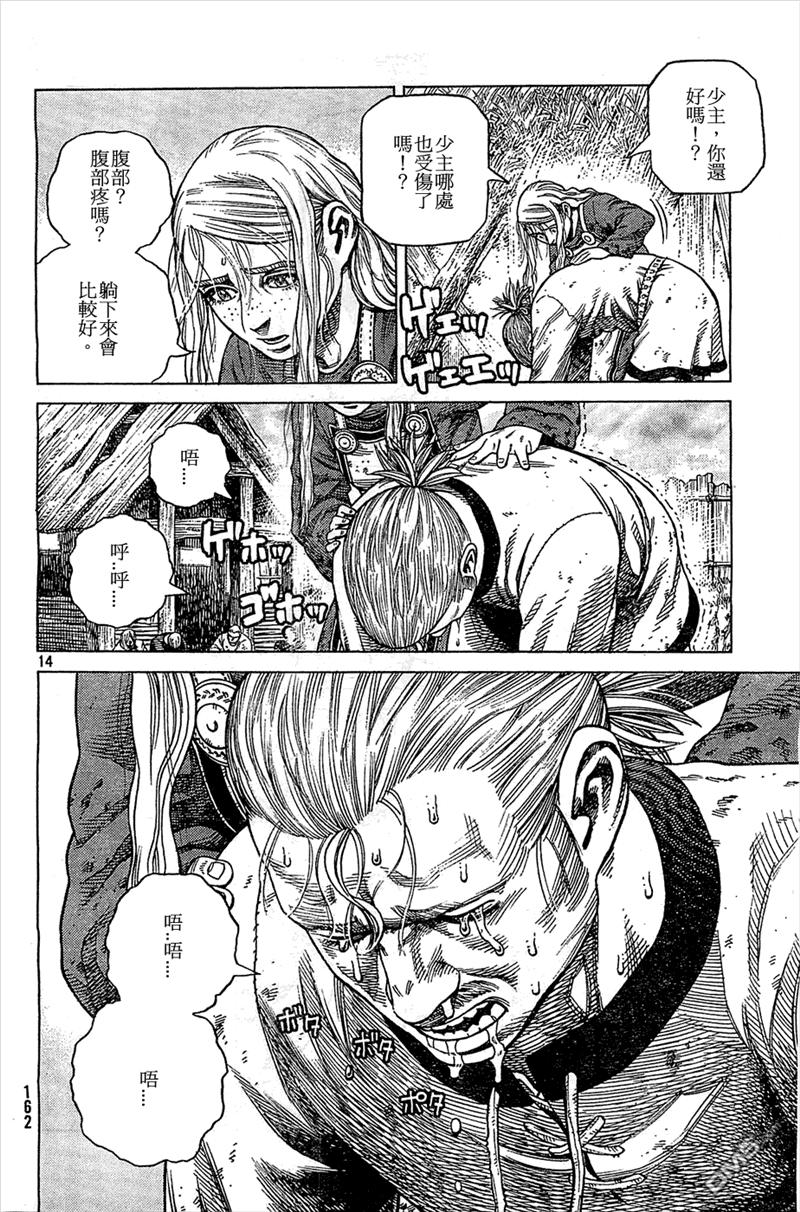 少主，你還
好嗎！？
少主哪處
也受傷了
嗎！？
ゲェッ
ゲェエッ
腹部？
腹部疼嗎？
躺下來會
比較好。
唔…
呼…呼…
ゲホッ
ゴホッ
14
唔…唔…
唔…
ボタ
ボタ
ポタ
162